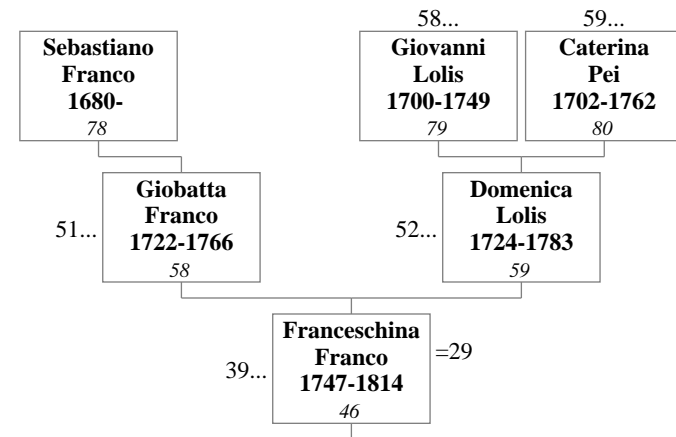 58...
59...
Sebastiano
Franco
1680-
78
Giovanni
Lolis
1700-1749
79
Caterina
Pei
1702-1762
80
51...
Giobatta
Franco
1722-1766
58
52...
Domenica
Lolis
1724-1783
59
39...
Franceschina
Franco
1747-1814
46
=29